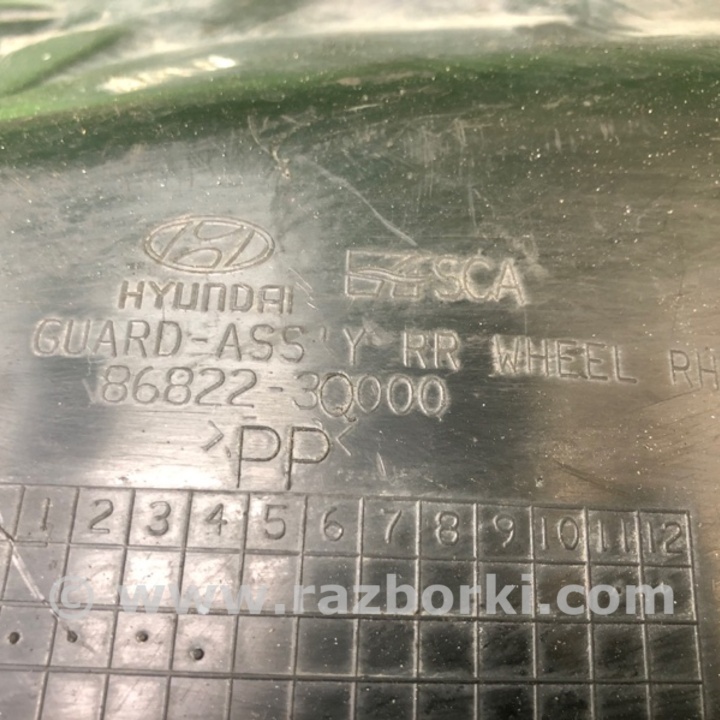 HYUNDAI SCA
GUARD-ASS'Y RR WHEEL RH
86822-3Q000
>PP<
1 2 3 4 5 6 7 8 9 10 11 12
© www.razborki.com